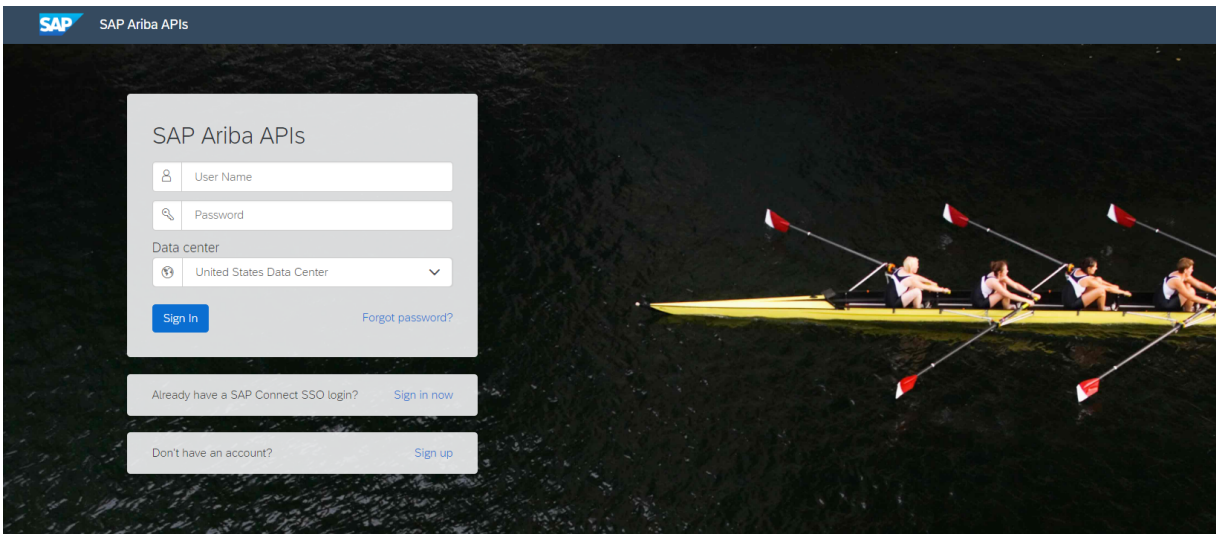 SAP SAP Ariba APIs
SAP Ariba APIs
User Name
Password
Data center
United States Data Center
Sign In Forgot password?
Already have a SAP Connect SSO login? Sign in now
Don't have an account? Sign up